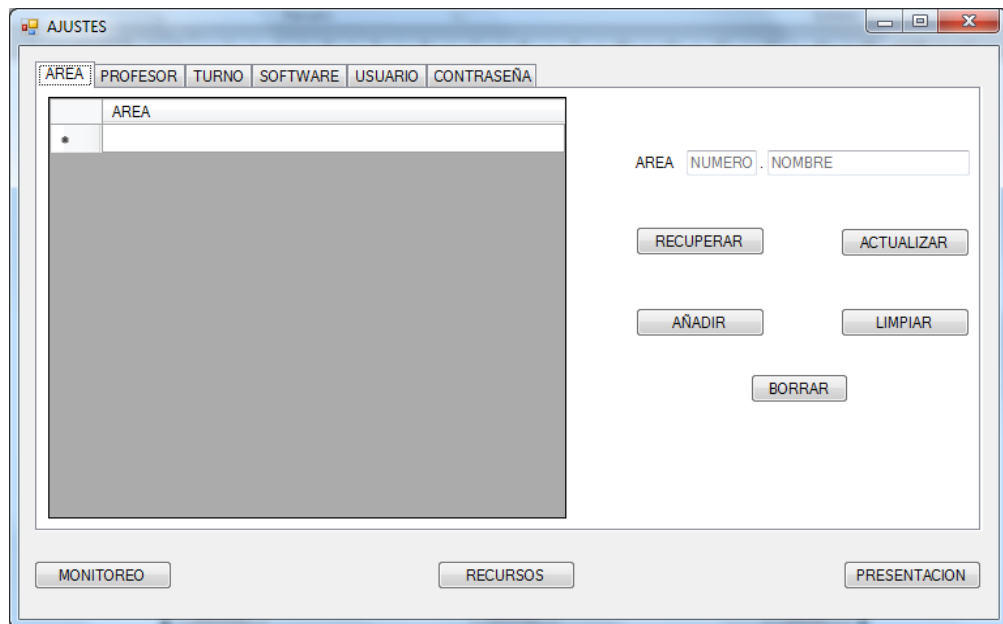 AJUSTES
AREA PROFESOR TURNO SOFTWARE USUARIO CONTRASEÑA
AREA
AREA NUMERO . NOMBRE
RECUPERAR ACTUALIZAR
AÑADIR LIMPIAR
BORRAR
MONITOREO RECURSOS PRESENTACION